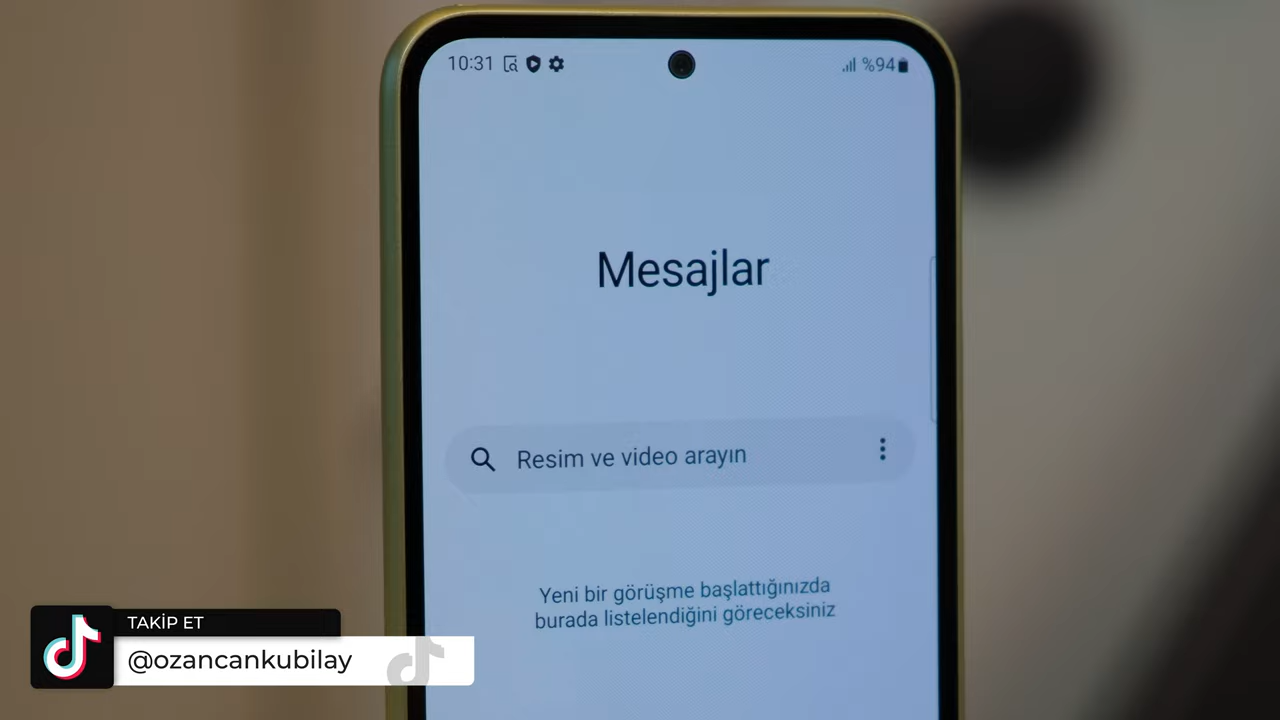 10:31
%94
Mesajlar
Resim ve video arayın
Yeni bir görüşme başlattığınızda
burada listelendiğini göreceksiniz
TAKİP ET
@ozancankubilay